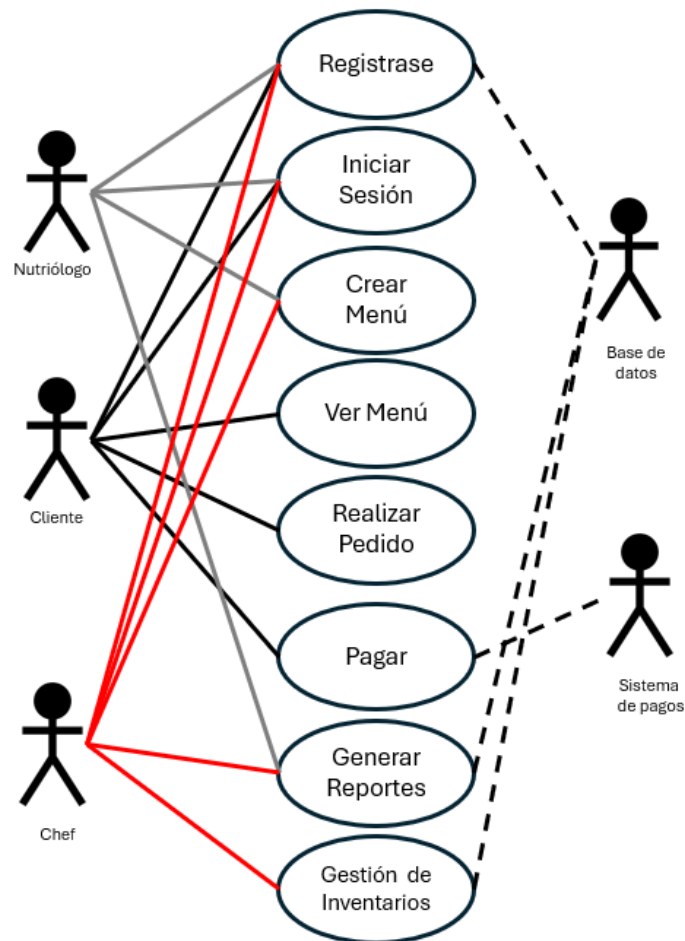 Registrase
Iniciar
Sesión
Nutriólogo
Crear
Menú
Base de
datos
Ver Menú
Cliente
Realizar
Pedido
Pagar
Sistema
de pagos
Generar
Reportes
Chef
Gestión de
Inventarios